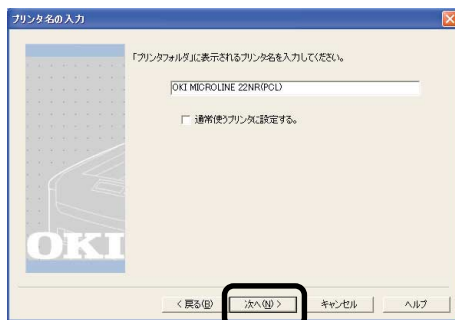 プリンタ名の入力
「プリンタフォルダ」に表示されるプリンタ名を入力してください。
OKI MICROLINE 22NR(PCL)
通常使うプリンタに設定する。
OKI
< 戻る(B)
次へ(N) >
キャンセル
ヘルプ